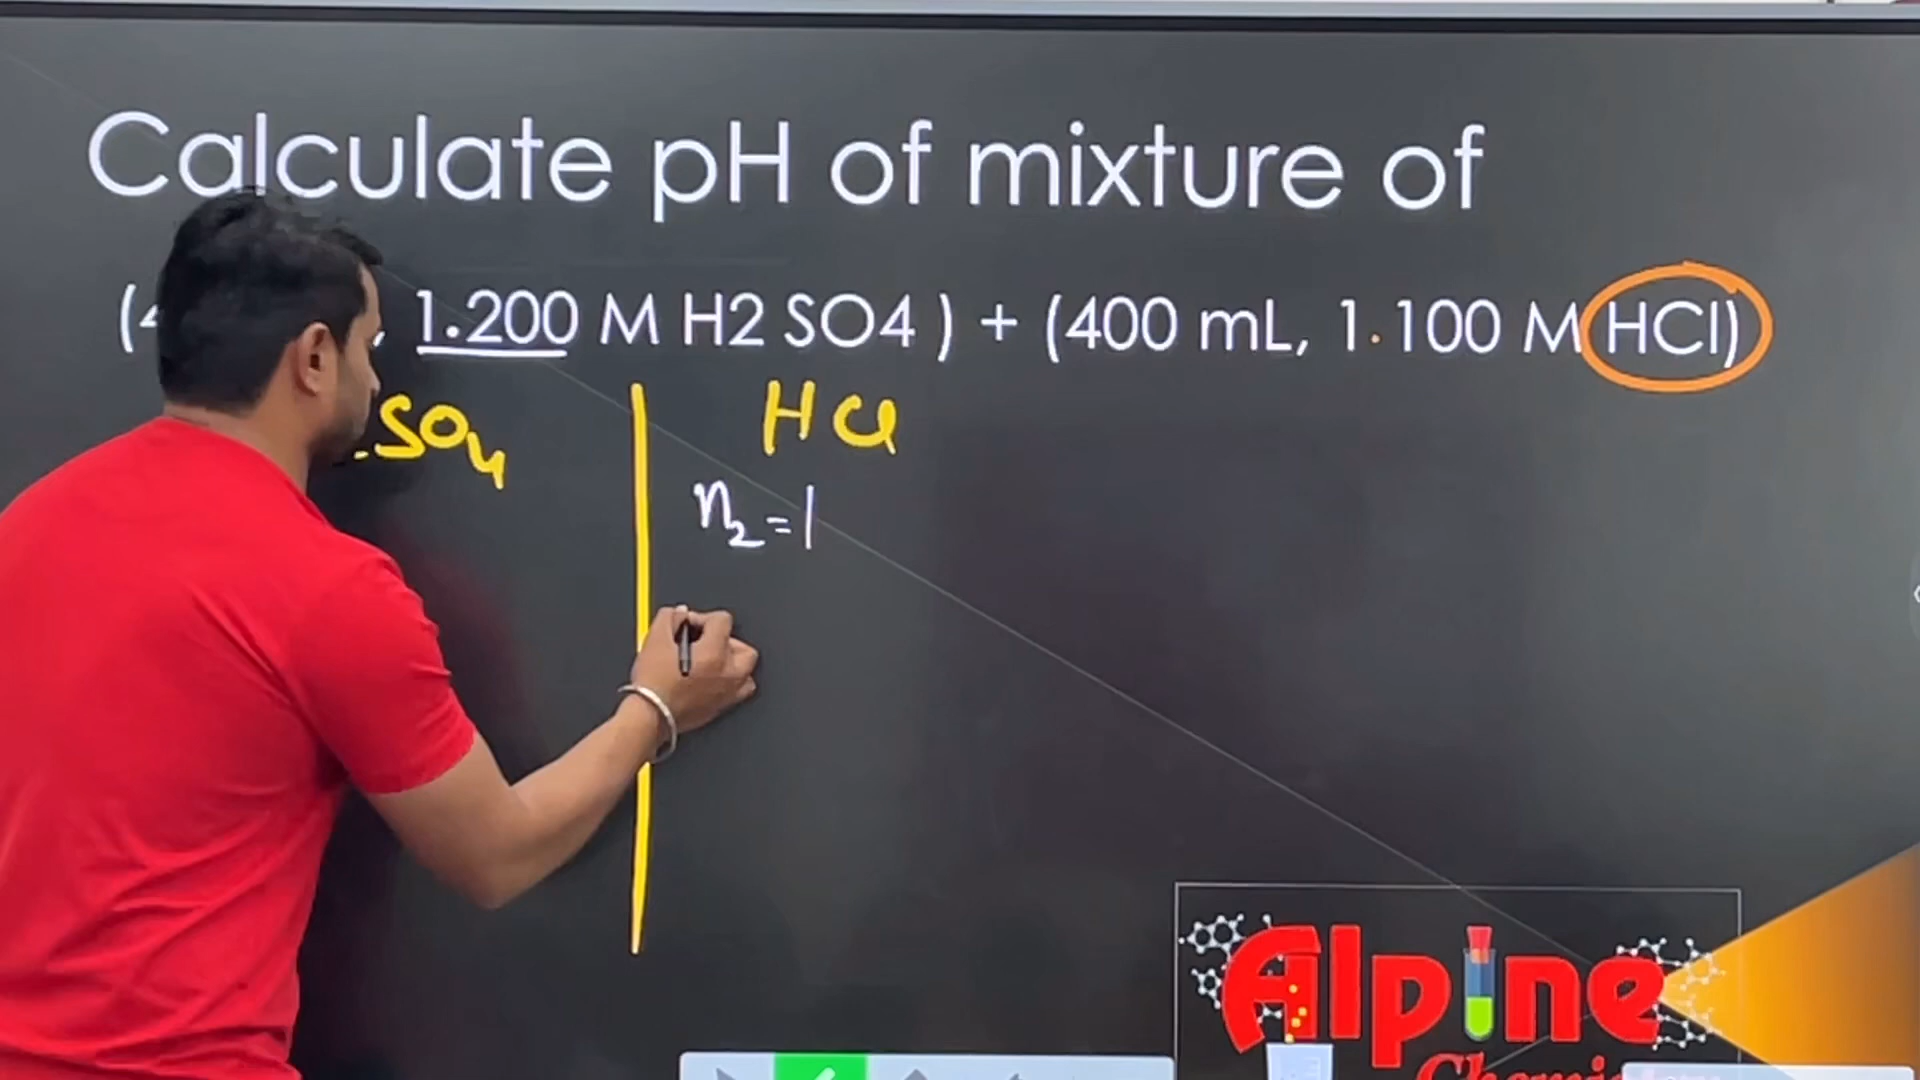 Calculate pH of mixture of
(4 , 1.200 M H2 SO4 ) + (400 mL, 1.100 M HCl)
SO4 HCl
n2=1
Alpine